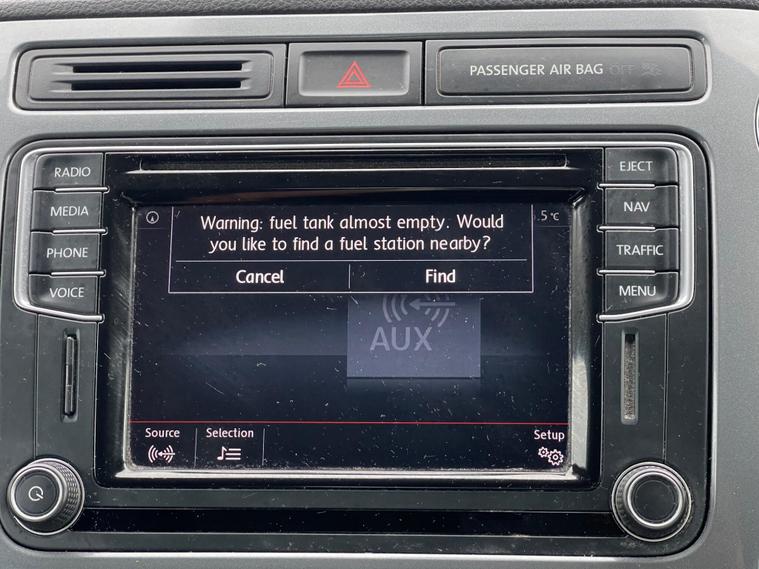 PASSENGER AIR BAG OFF
RADIO
MEDIA
PHONE
VOICE
EJECT
NAV
TRAFFIC
MENU
.5 °C
Warning: fuel tank almost empty. Would
you like to find a fuel station nearby?
Cancel
Find
AUX
Source
Selection
Setup